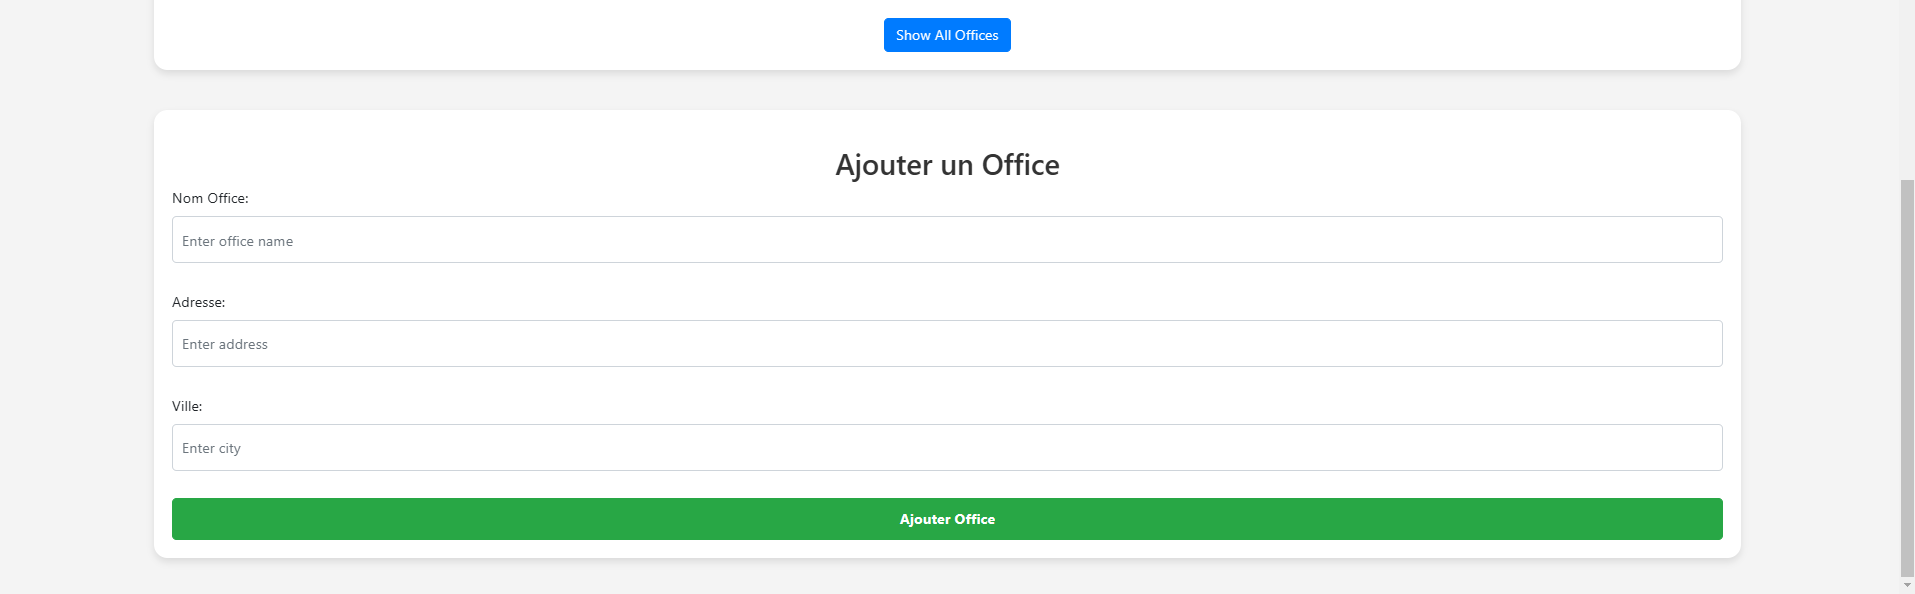 Show All Offices
Ajouter un Office
Nom Office:
Enter office name
Adresse:
Enter address
Ville:
Enter city
Ajouter Office